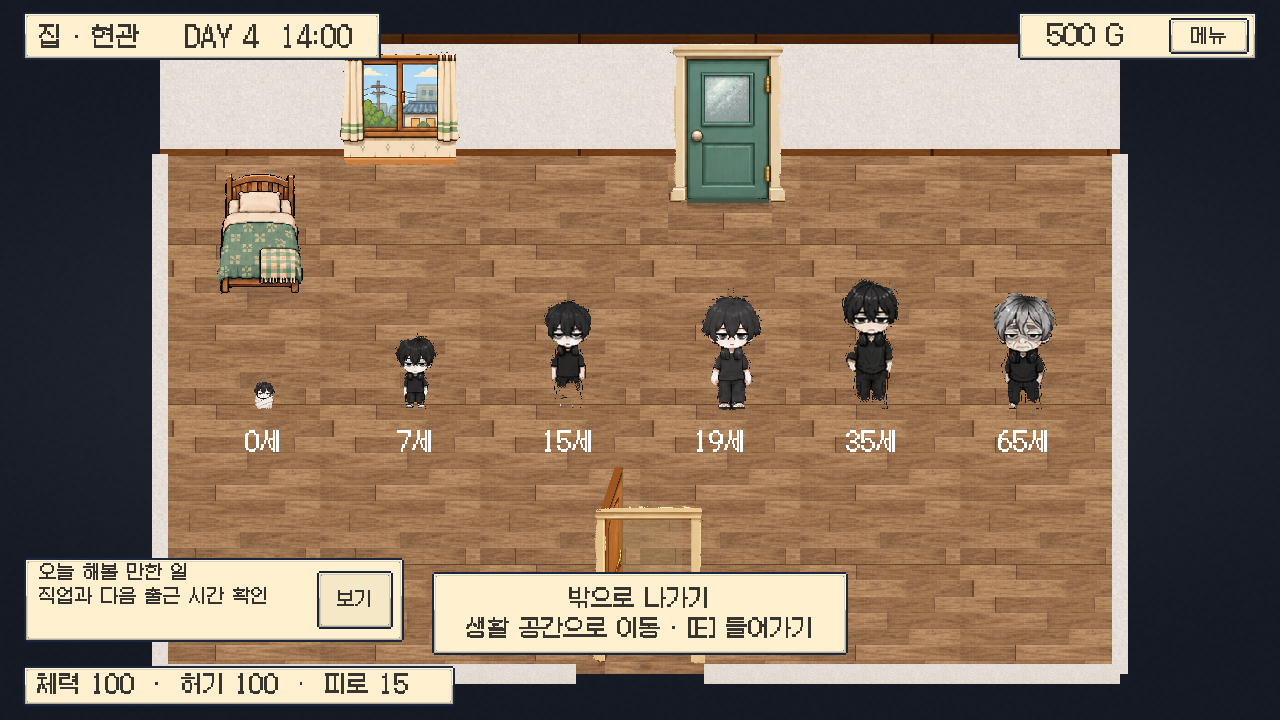 집 · 현관 DAY 4 14:00
500 G
메뉴
0세
7세
15세
19세
35세
65세
오늘 해볼 만한 일
직업과 다음 출근 시간 확인
보기
밖으로 나가기
생활 공간으로 이동 · [E] 들어가기
체력 100 · 허기 100 · 피로 15